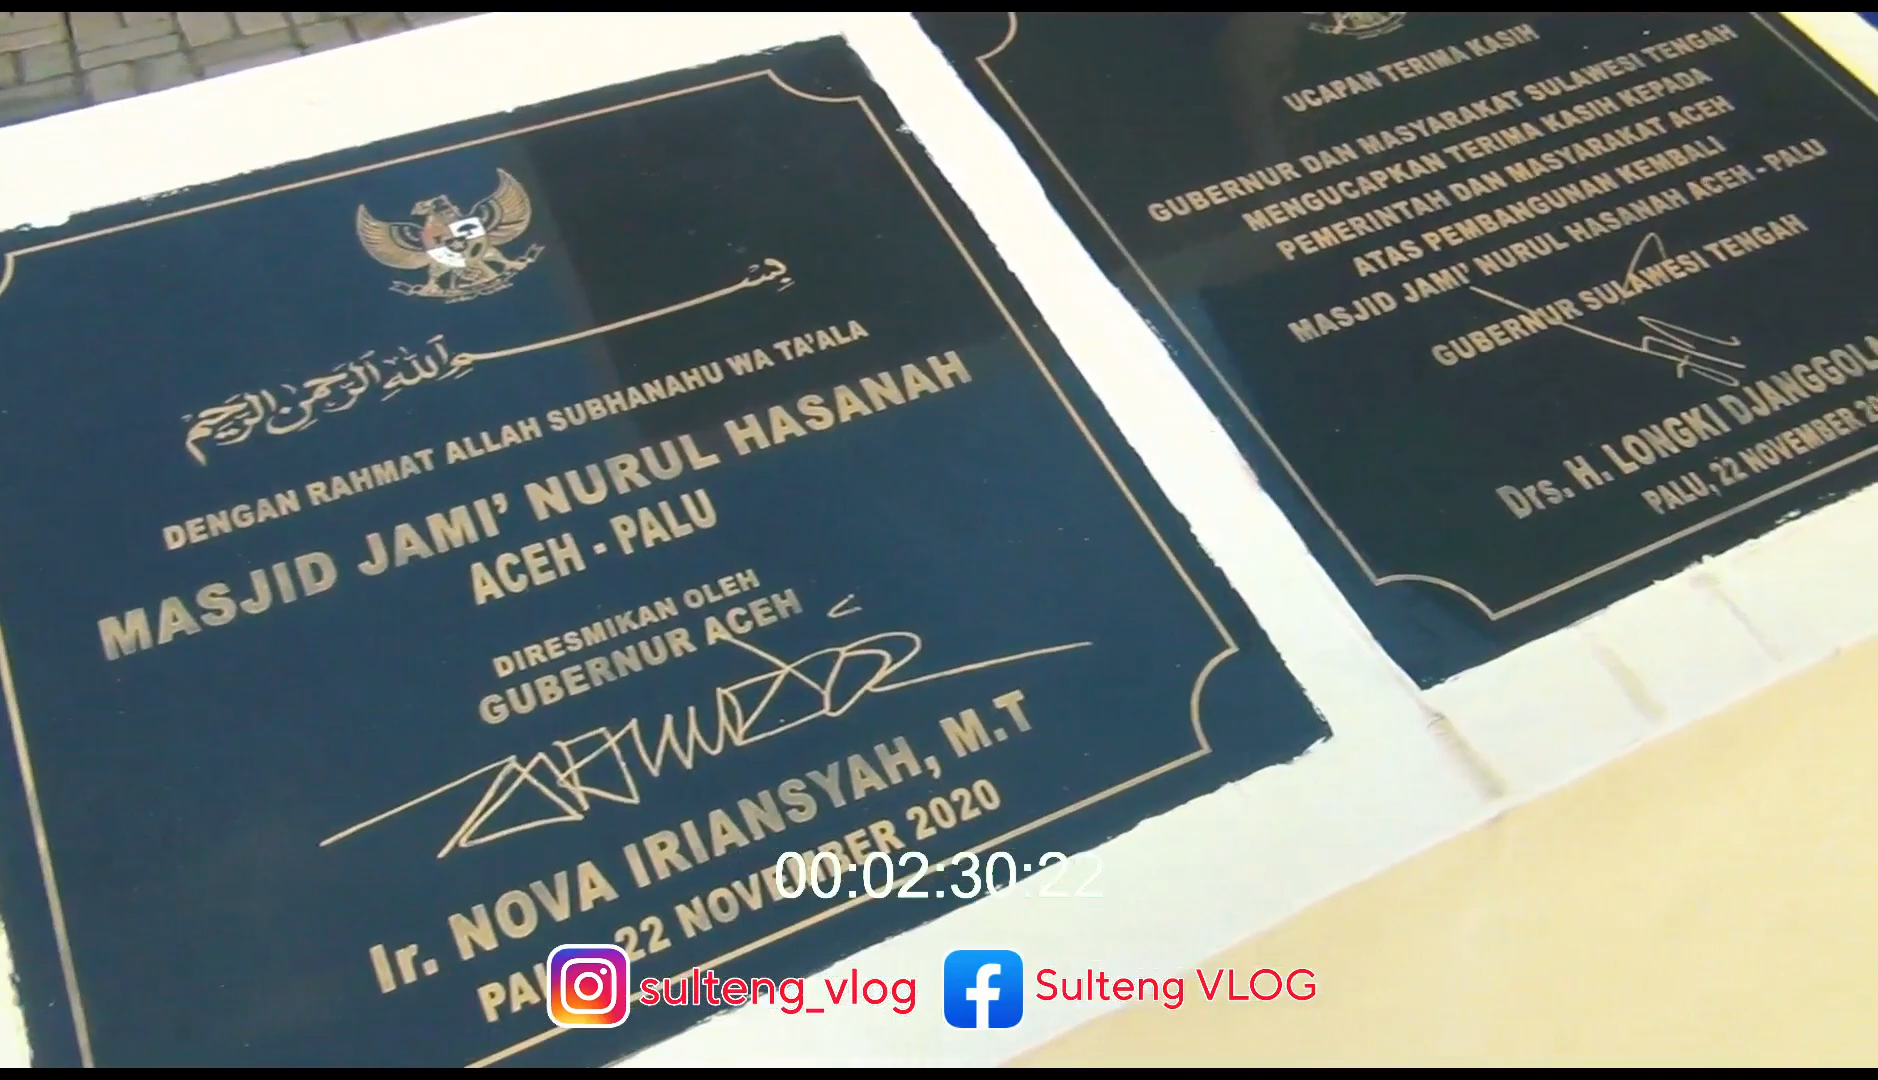 بِسْمِ اللهِ الرَّحْمٰنِ الرَّحِيْمِ
DENGAN RAHMAT ALLAH SUBHANAHU WA TA'ALA
MASJID JAMI' NURUL HASANAH
ACEH - PALU
DIRESMIKAN OLEH
GUBERNUR ACEH
Ir. NOVA IRIANSYAH, M.T
PALU, 22 NOVEMBER 2020
UCAPAN TERIMA KASIH
GUBERNUR DAN MASYARAKAT SULAWESI TENGAH
MENGUCAPKAN TERIMA KASIH KEPADA
PEMERINTAH DAN MASYARAKAT ACEH
ATAS PEMBANGUNAN KEMBALI
MASJID JAMI' NURUL HASANAH ACEH - PALU
GUBERNUR SULAWESI TENGAH
Drs. H. LONGKI DJANGGOLA
PALU, 22 NOVEMBER 20
00:02:30:22
sulteng_vlog
Sulteng VLOG